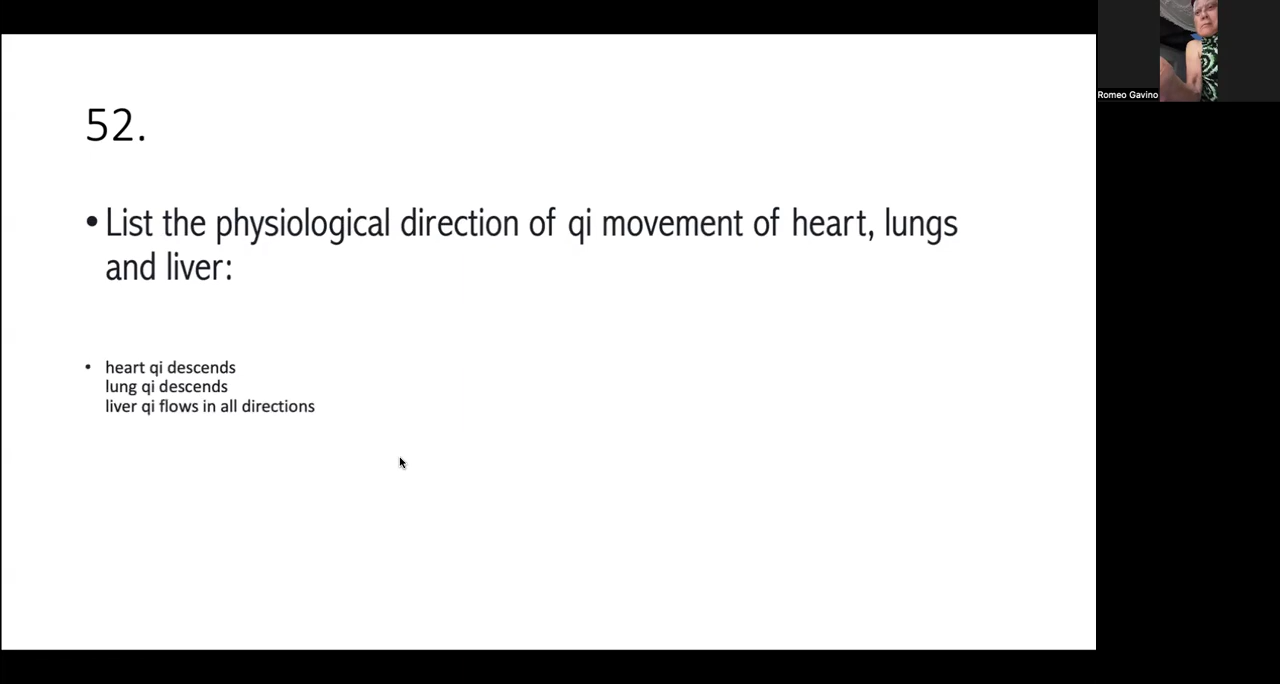 52.
• List the physiological direction of qi movement of heart, lungs
and liver:
• heart qi descends
lung qi descends
liver qi flows in all directions
Romeo Gavino